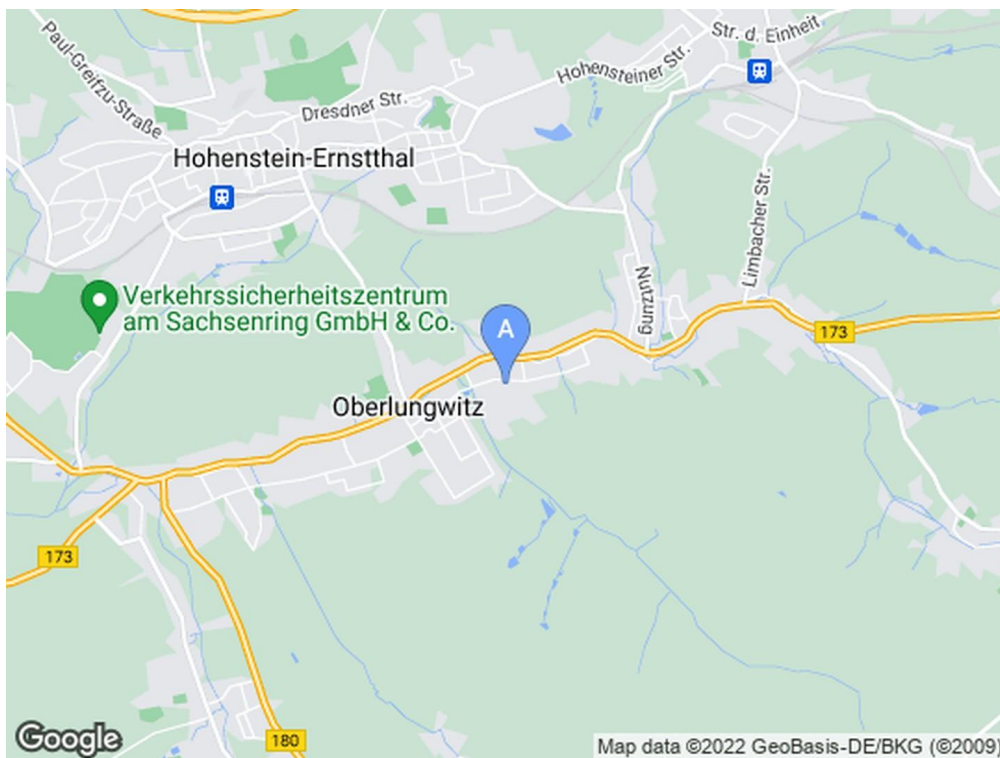 Str. d. Einheit
Paul-Greifzu-Straße
Hohensteiner Str.
Dresdner Str.
Hohenstein-Ernstthal
Limbacher Str.
Nutzung
Verkehrssicherheitszentrum
am Sachsenring GmbH & Co.
A
173
Oberlungwitz
173
180
Google
Map data ©2022 GeoBasis-DE/BKG (©2009)